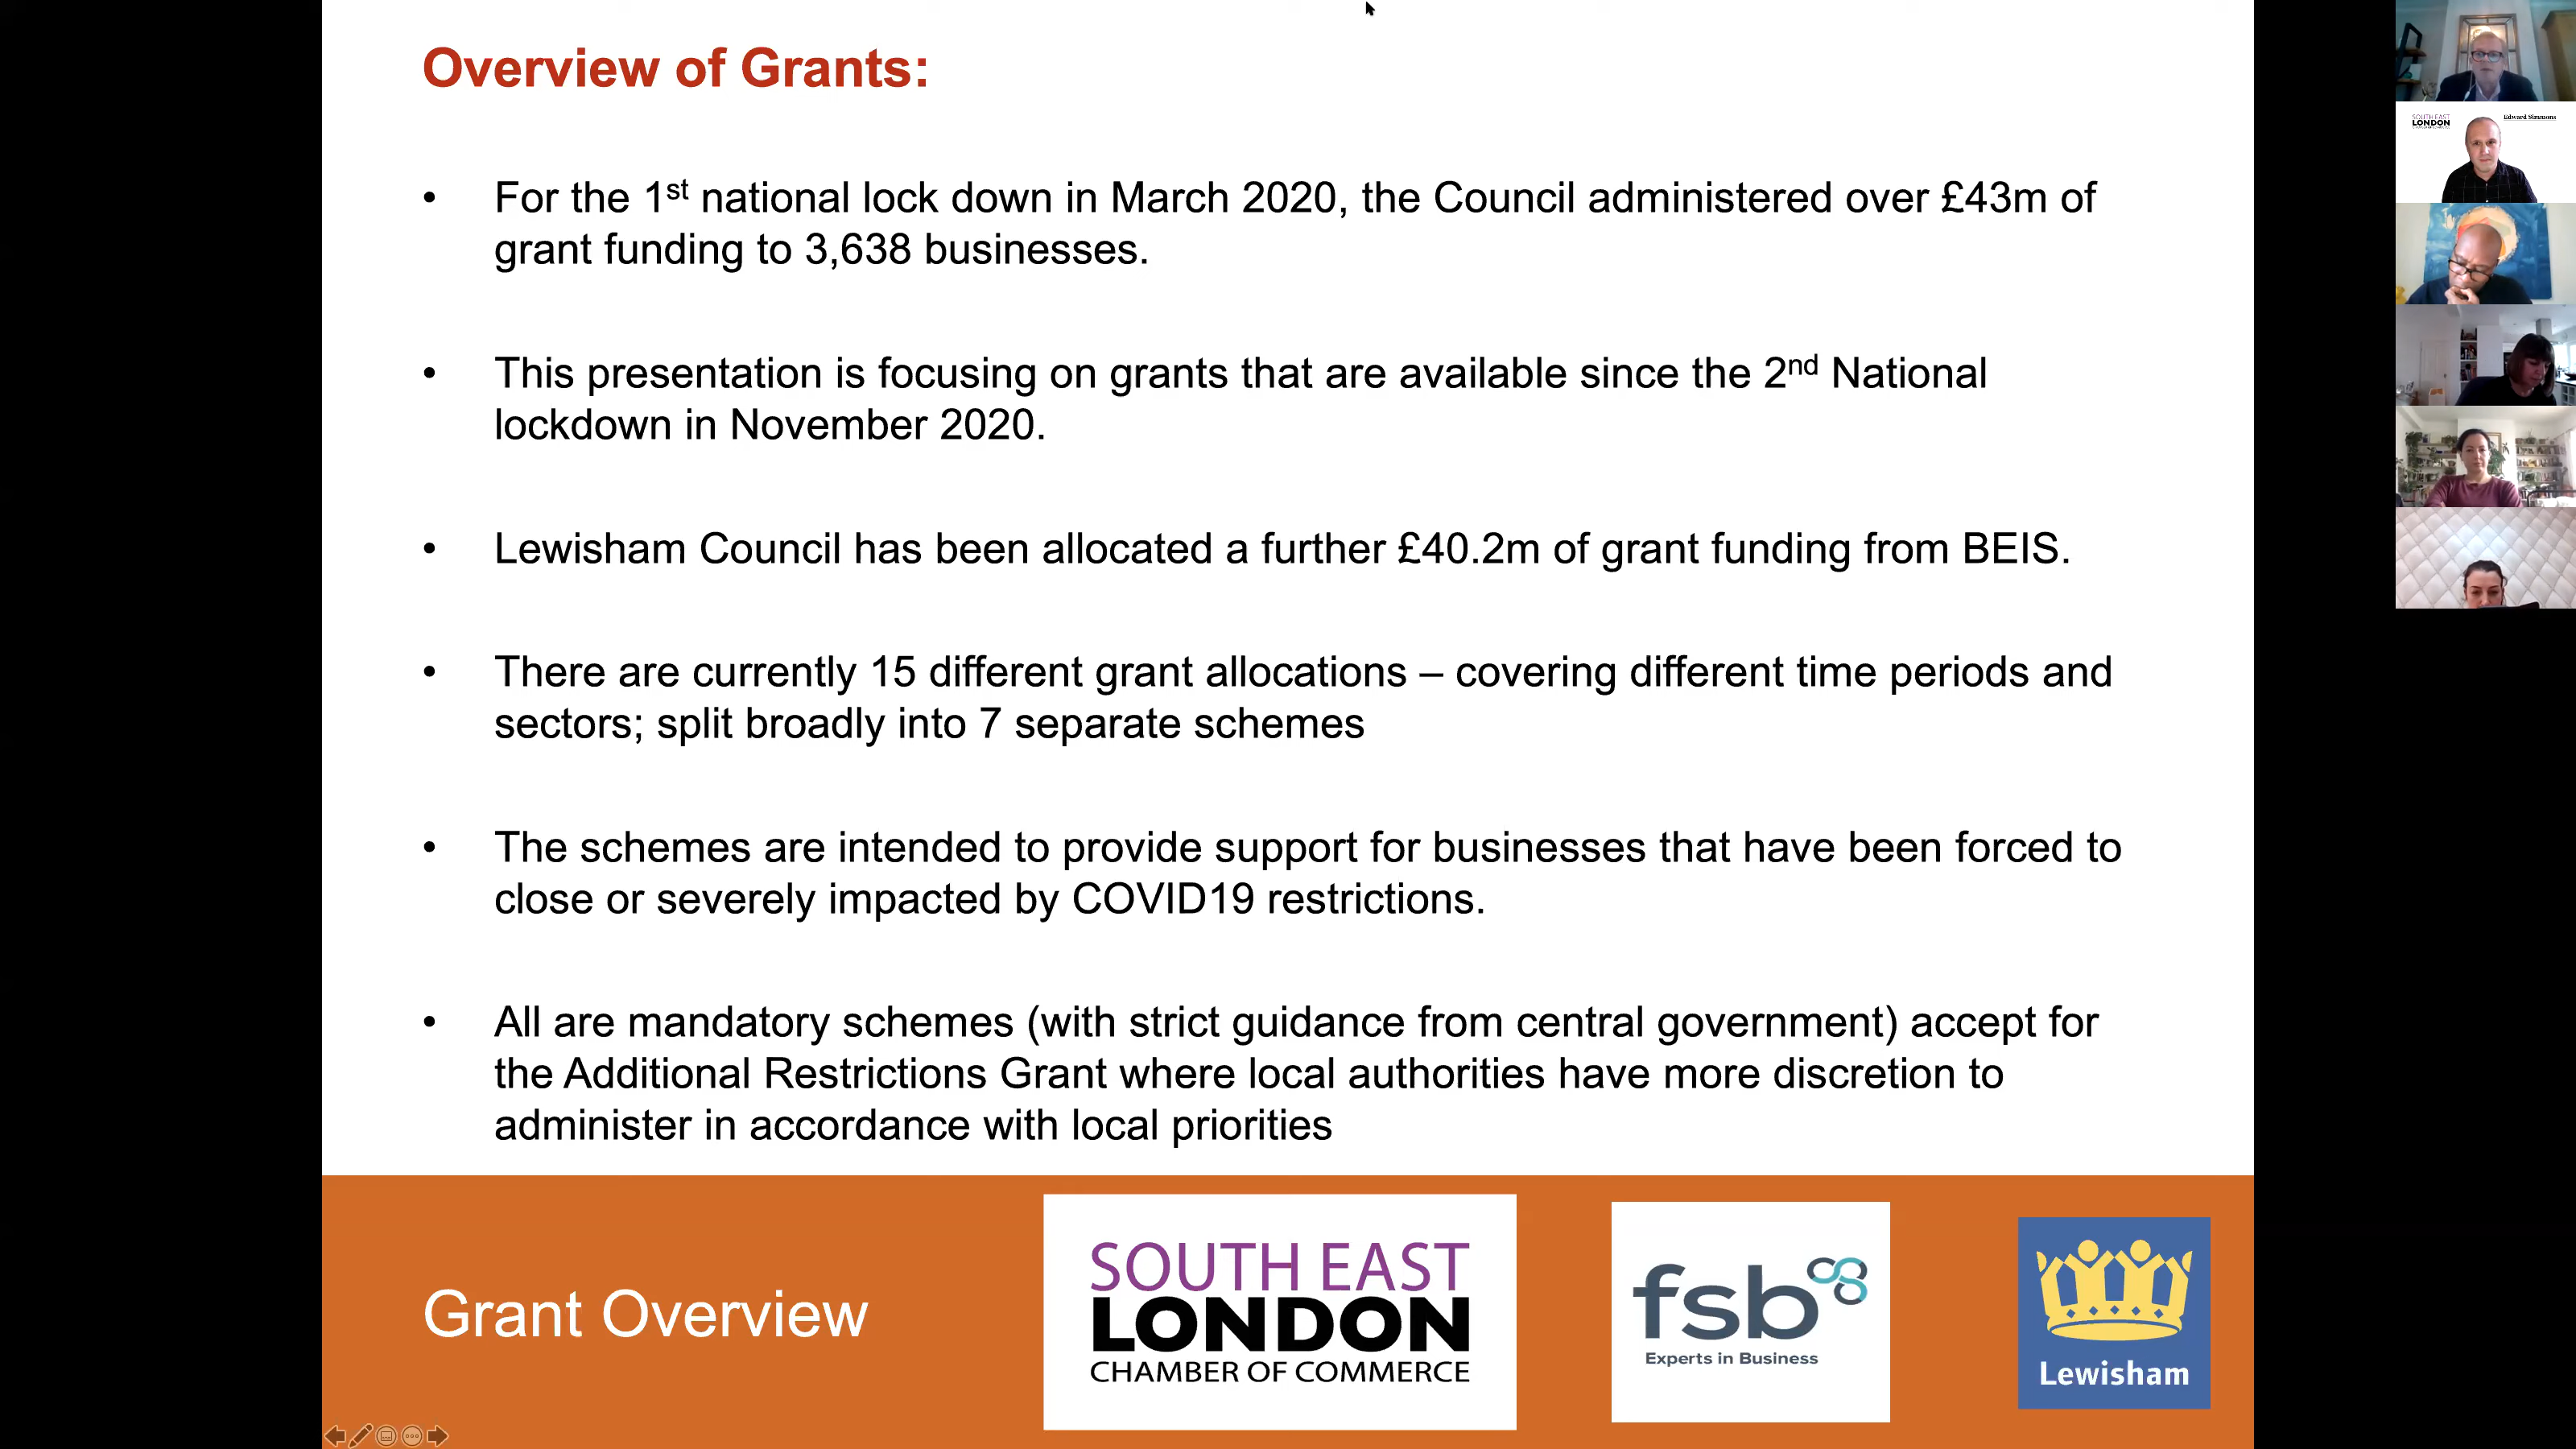 Overview of Grants:
• For the 1st national lock down in March 2020, the Council administered over £43m of
grant funding to 3,638 businesses.
• This presentation is focusing on grants that are available since the 2nd National
lockdown in November 2020.
• Lewisham Council has been allocated a further £40.2m of grant funding from BEIS.
• There are currently 15 different grant allocations – covering different time periods and
sectors; split broadly into 7 separate schemes
• The schemes are intended to provide support for businesses that have been forced to
close or severely impacted by COVID19 restrictions.
• All are mandatory schemes (with strict guidance from central government) accept for
the Additional Restrictions Grant where local authorities have more discretion to
administer in accordance with local priorities
Grant Overview
SOUTH EAST
LONDON
CHAMBER OF COMMERCE
fsb
Experts in Business
Lewisham
SOUTH EAST
LONDON
Edward Simmons